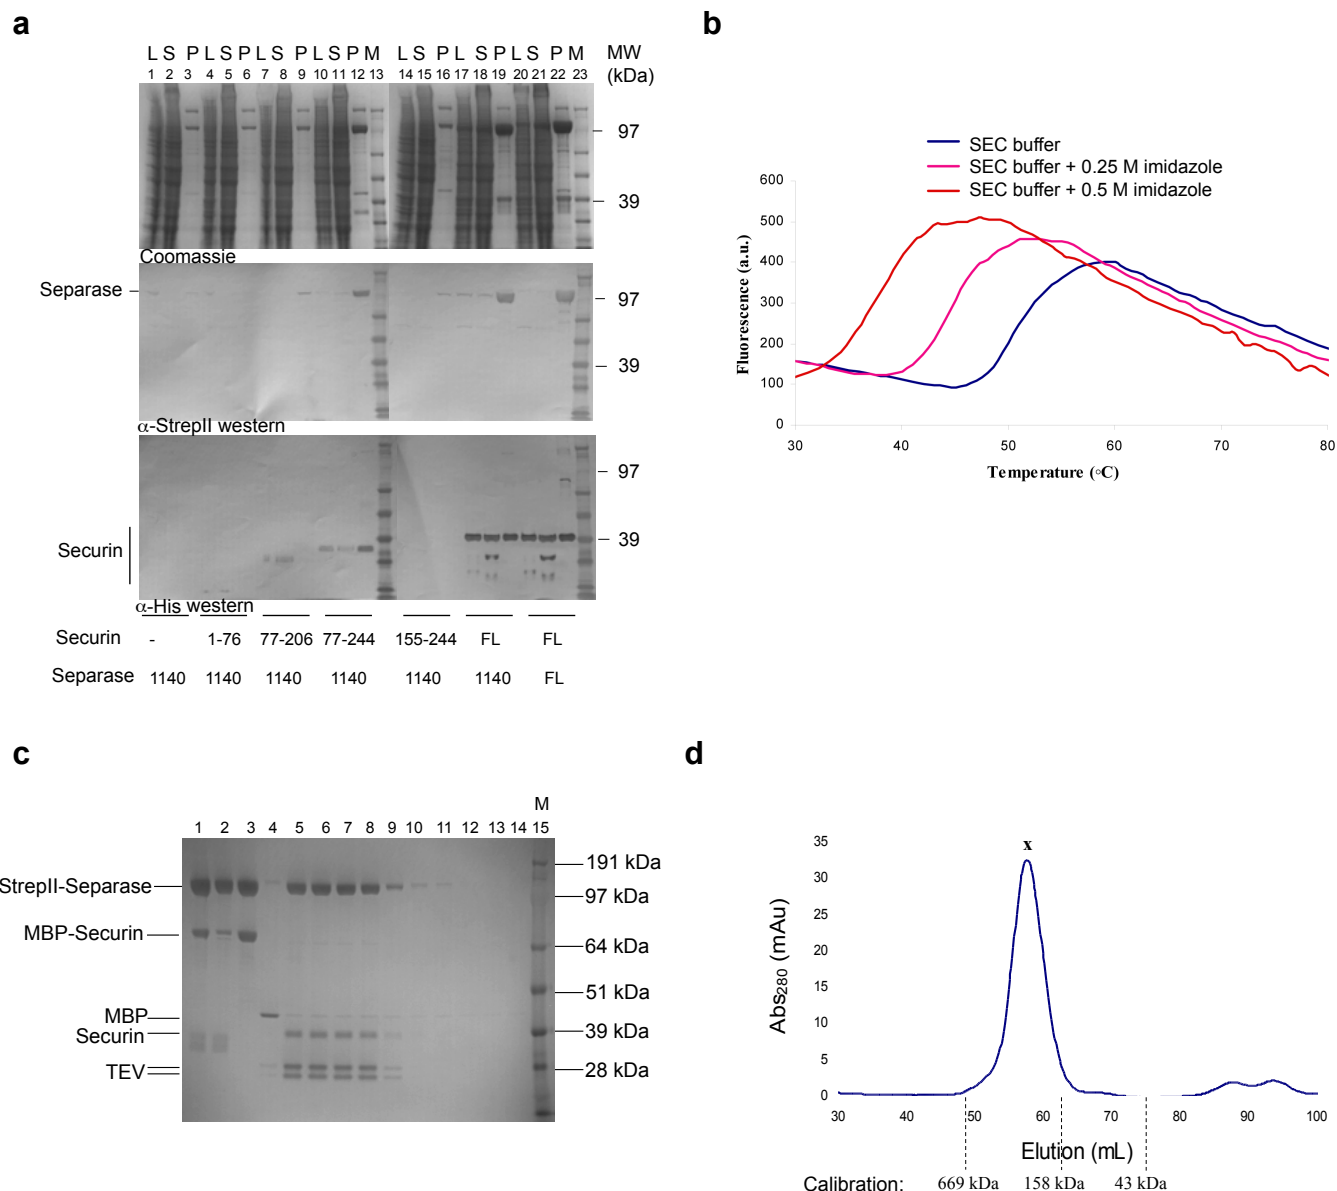 a
L S P L S P L S P L S P M L S P L S P L S P M MW
1 2 3 4 5 6 7 8 9 10 11 12 13 14 15 16 17 18 19 20 21 22 23 (kDa)
97
39
Coomassie
Separase
97
39
α-StrepII western
97
Securin
39
α-His western
Securin - 1-76 77-206 77-244 155-244 FL FL
Separase 1140 1140 1140 1140 1140 1140 FL
b
SEC buffer
SEC buffer + 0.25 M imidazole
SEC buffer + 0.5 M imidazole
600
500
400
300
200
100
0
Fluorescence (a.u.)
30 40 50 60 70 80
Temperature (◦C)
c
M
1 2 3 4 5 6 7 8 9 10 11 12 13 14 15
StrepII-Separase
MBP-Securin
MBP
Securin
TEV
191 kDa
97 kDa
64 kDa
51 kDa
39 kDa
28 kDa
d
x
35
30
25
20
15
10
5
0
Abs280 (mAu)
30 40 50 60 70 80 90 100
Elution (mL)
Calibration: 669 kDa 158 kDa 43 kDa